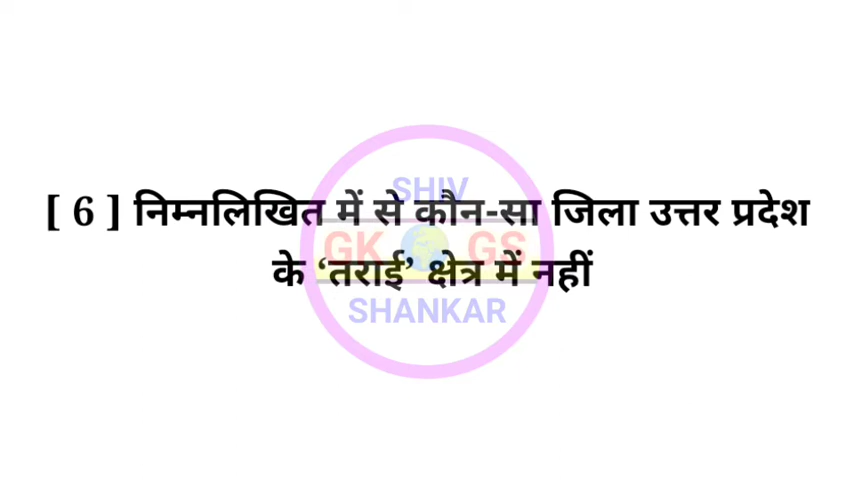 [ 6 ] निम्नलिखित में से कौन-सा जिला उत्तर प्रदेश
के ‘तराई’ क्षेत्र में नहीं
SHIV
GK GS
SHANKAR